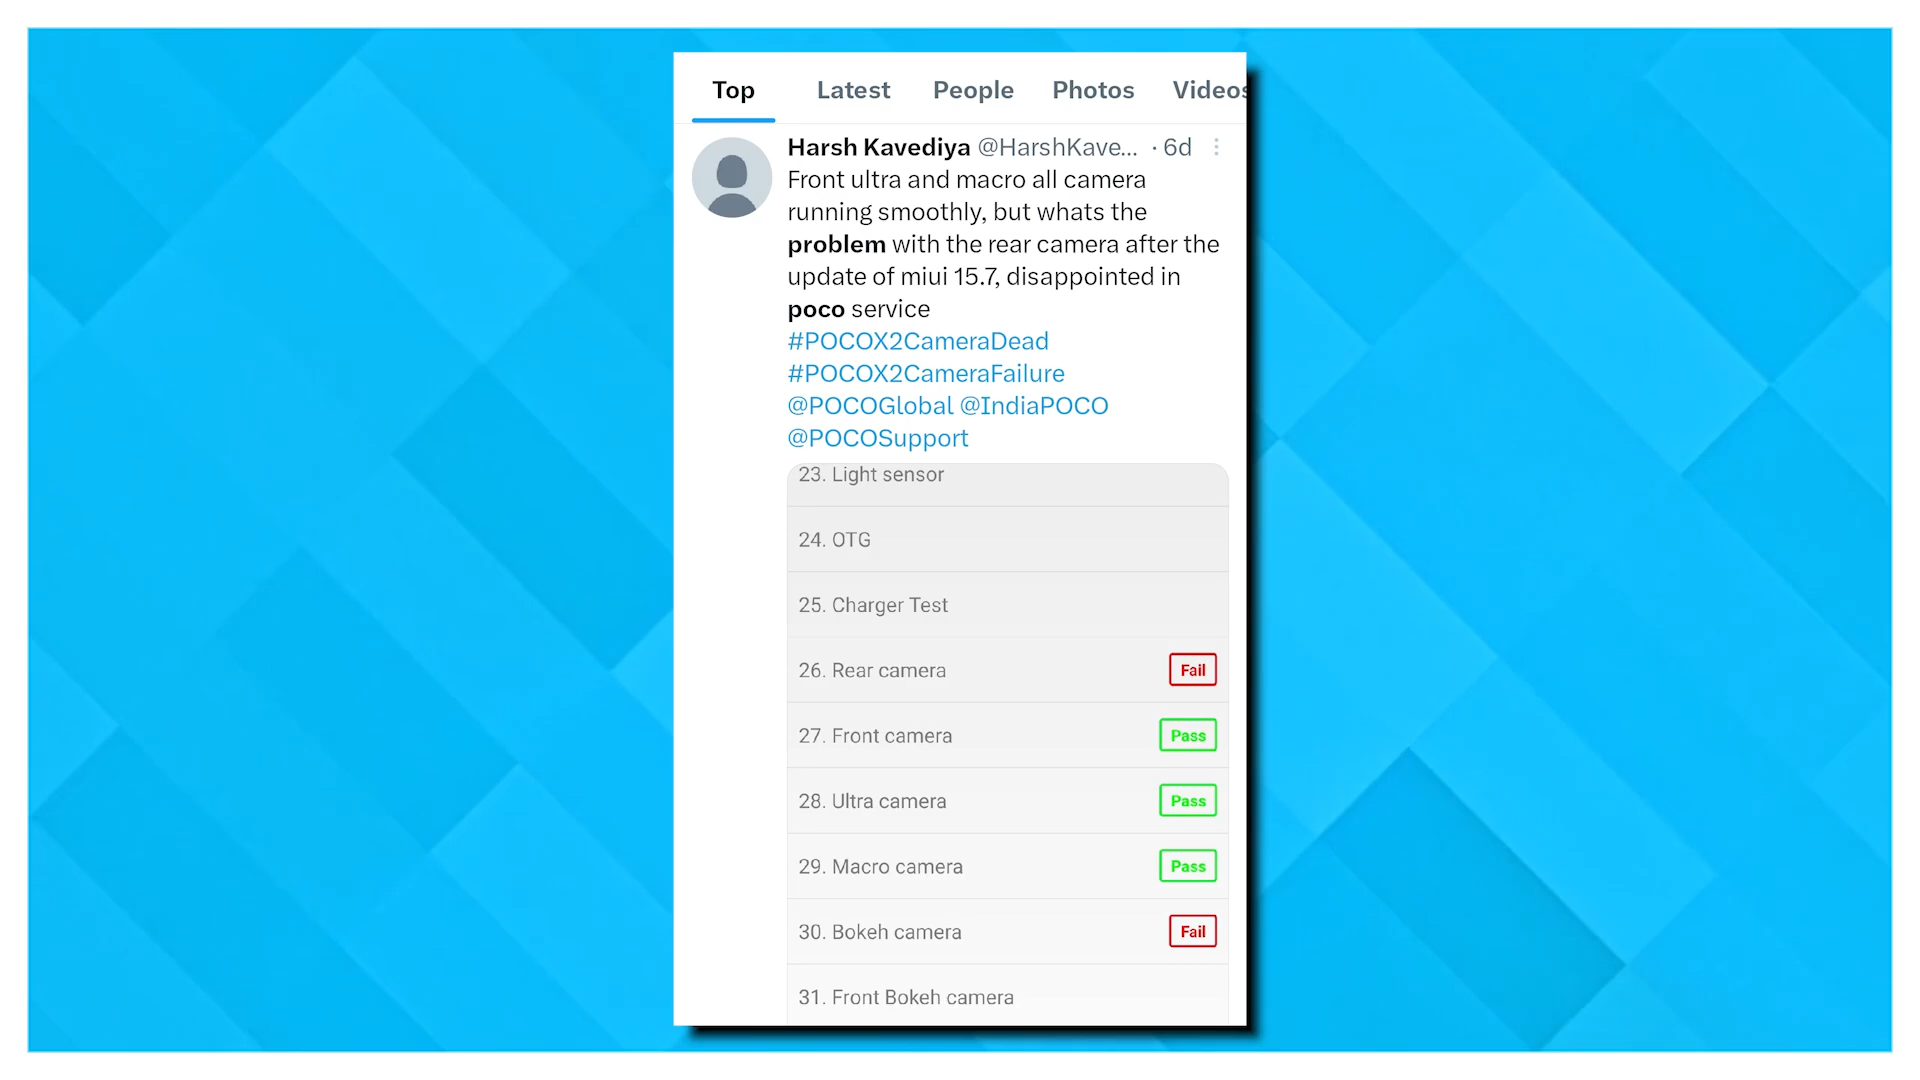 Top Latest People Photos Videos
Harsh Kavediya @HarshKave... · 6d
Front ultra and macro all camera
running smoothly, but whats the
problem with the rear camera after the
update of miui 15.7, disappointed in
poco service
#POCOX2CameraDead
#POCOX2CameraFailure
@POCOGlobal @IndiaPOCO
@POCOSupport
23. Light sensor
24. OTG
25. Charger Test
26. Rear camera Fail
27. Front camera Pass
28. Ultra camera Pass
29. Macro camera Pass
30. Bokeh camera Fail
31. Front Bokeh camera